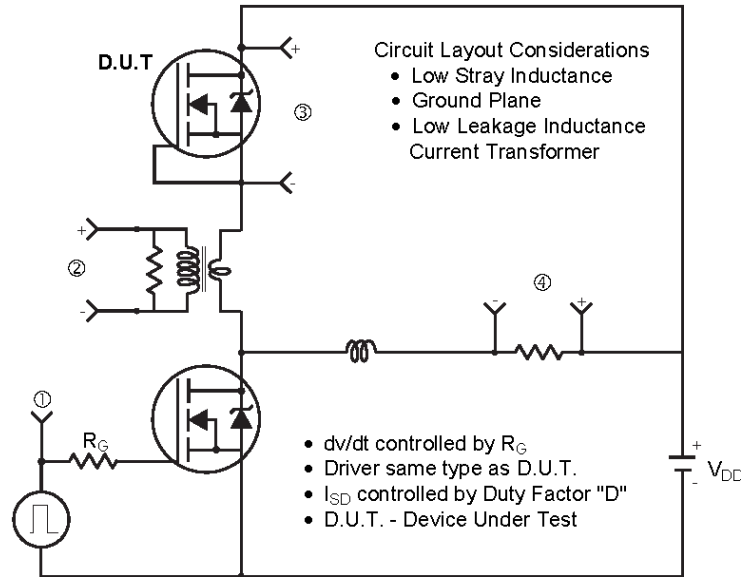 D.U.T
+
③
-
Circuit Layout Considerations
• Low Stray Inductance
• Ground Plane
• Low Leakage Inductance
Current Transformer
+
②
-
④
-
+
①
RG
• dv/dt controlled by RG
• Driver same type as D.U.T.
• ISD controlled by Duty Factor "D"
• D.U.T. - Device Under Test
+
VDD
-